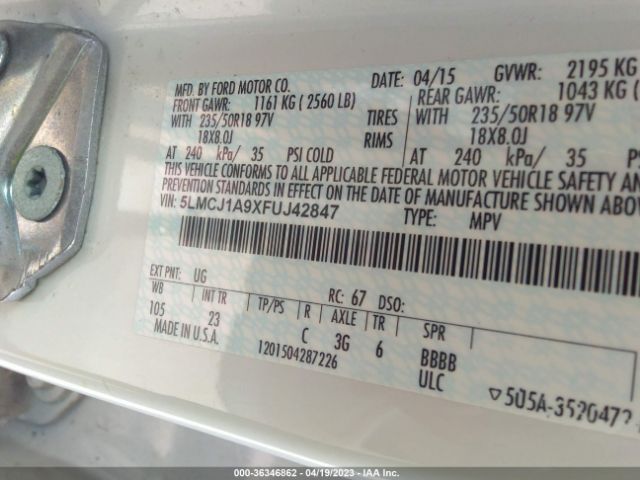 MFD. BY FORD MOTOR CO.
DATE: 04/15 GVWR: 2195 KG
FRONT GAWR: 1161 KG ( 2560 LB) REAR GAWR: 1043 KG (
WITH 235/50R18 97V TIRES WITH 235/50R18 97V
18X8.0J RIMS 18X8.0J
AT 240 kPa/ 35 PSI COLD AT 240 kPa/ 35 PS
THIS VEHICLE CONFORMS TO ALL APPLICABLE FEDERAL MOTOR VEHICLE SAFETY AN
PREVENTION STANDARDS IN EFFECT ON THE DATE OF MANUFACTURE SHOWN ABOVE
VIN: 5LMCJ1A9XFUJ42847 TYPE: MPV
EXT PNT: UG RC: 67 DSO:
WB INT TR TP/PS R AXLE TR SPR
105 23 C 3G 6 BBBB
MADE IN U.S.A. ULC
1201504287226
000-36346862 - 04/19/2023 - IAA Inc.